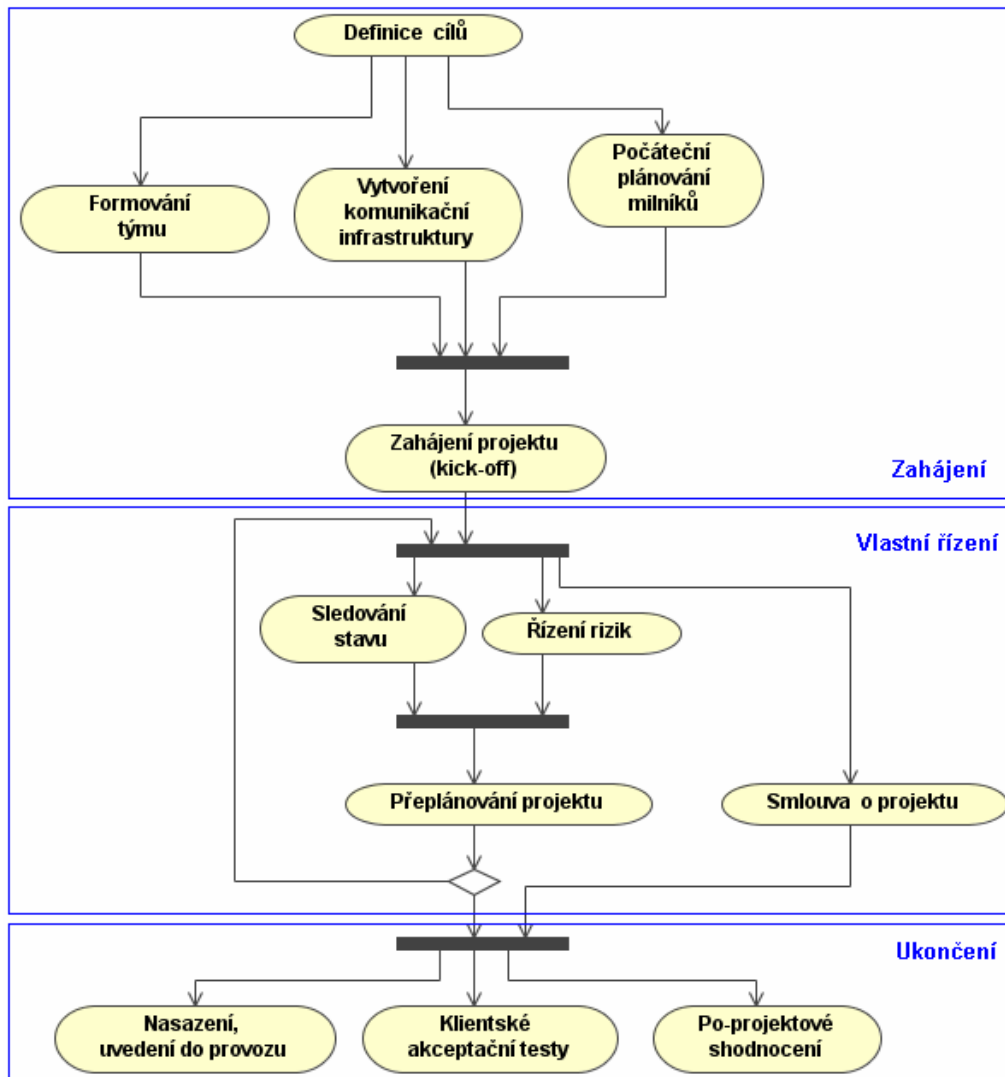 Definice cílů
Formování
týmu
Vytvoření
komunikační
infrastruktury
Počáteční
plánování
milníků
Zahájení projektu
(kick-off)
Zahájení
Vlastní řízení
Sledování
stavu
Řízení rizik
Přeplánování projektu
Smlouva o projektu
Ukončení
Nasazení,
uvedení do provozu
Klientské
akceptační testy
Po-projektové
shodnocení